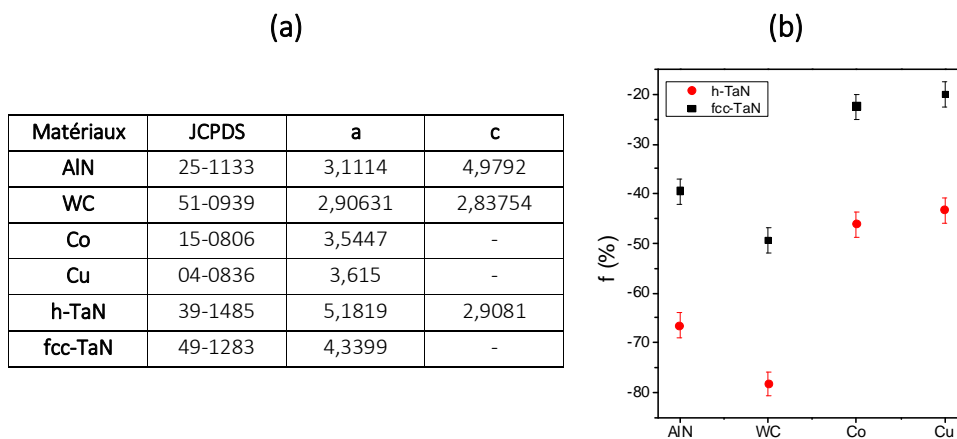 (a)
Matériaux JCPDS a c
AlN 25-1133 3,1114 4,9792
WC 51-0939 2,90631 2,83754
Co 15-0806 3,5447 -
Cu 04-0836 3,615 -
h-TaN 39-1485 5,1819 2,9081
fcc-TaN 49-1283 4,3399 -
(b)
h-TaN
fcc-TaN
-20
-30
-40
-50
-60
-70
-80
f (%)
AlN WC Co Cu